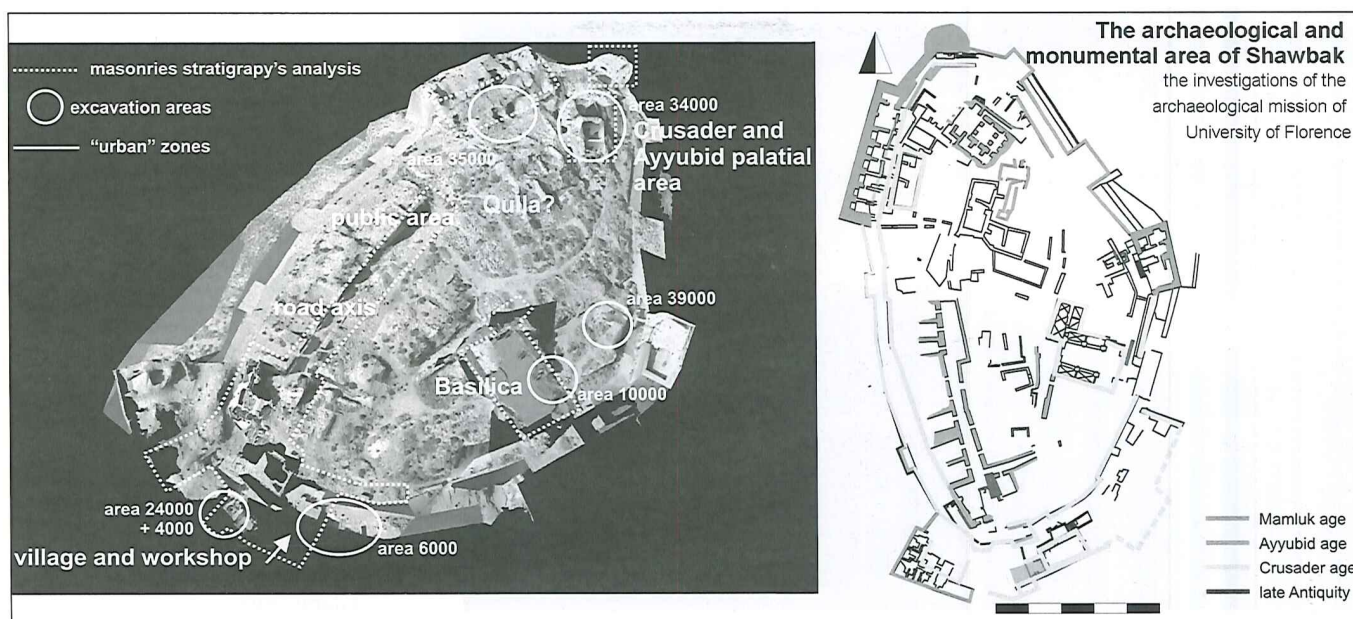 masonries stratigrapy's analysis
excavation areas
"urban" zones
area 34000
Crusader and
Ayyubid palatial
area
area 35000
Qulla?
public area
road axis
area 39000
Basilica
area 10000
area 24000
+ 4000
village and workshop
area 6000
The archaeological and
monumental area of Shawbak
the investigations of the
archaeological mission of
University of Florence
Mamluk age
Ayyubid age
Crusader age
late Antiquity